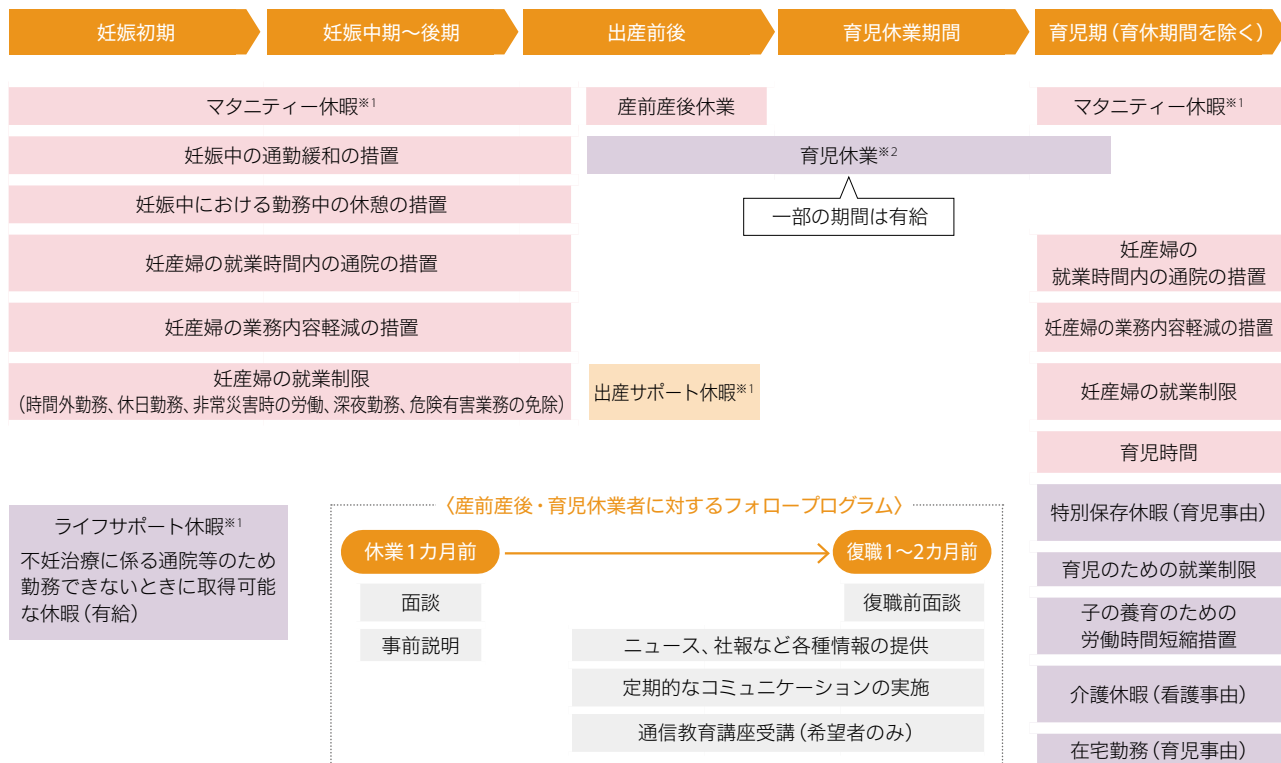 妊娠初期
妊娠中期～後期
出産前後
育児休業期間
育児期(育休期間を除く)
マタニティー休暇※1
産前産後休業
マタニティー休暇※1
妊娠中の通勤緩和の措置
育児休業※2
妊娠中における勤務中の休憩の措置
一部の期間は有給
妊産婦の就業時間内の通院の措置
妊産婦の
就業時間内の通院の措置
妊産婦の業務内容軽減の措置
妊産婦の業務内容軽減の措置
妊産婦の就業制限
(時間外勤務、休日勤務、非常災害時の労働、深夜勤務、危険有害業務の免除)
出産サポート休暇※1
妊産婦の就業制限
育児時間
ライフサポート休暇※1
不妊治療に係る通院等のため
勤務できないときに取得可能
な休暇(有給)
〈産前産後・育児休業者に対するフォロープログラム〉
休業1カ月前
復職1～2カ月前
面談
復職前面談
事前説明
ニュース、社報など各種情報の提供
定期的なコミュニケーションの実施
通信教育講座受講(希望者のみ)
特別保存休暇(育児事由)
育児のための就業制限
子の養育のための
労働時間短縮措置
介護休暇(看護事由)
在宅勤務(育児事由)